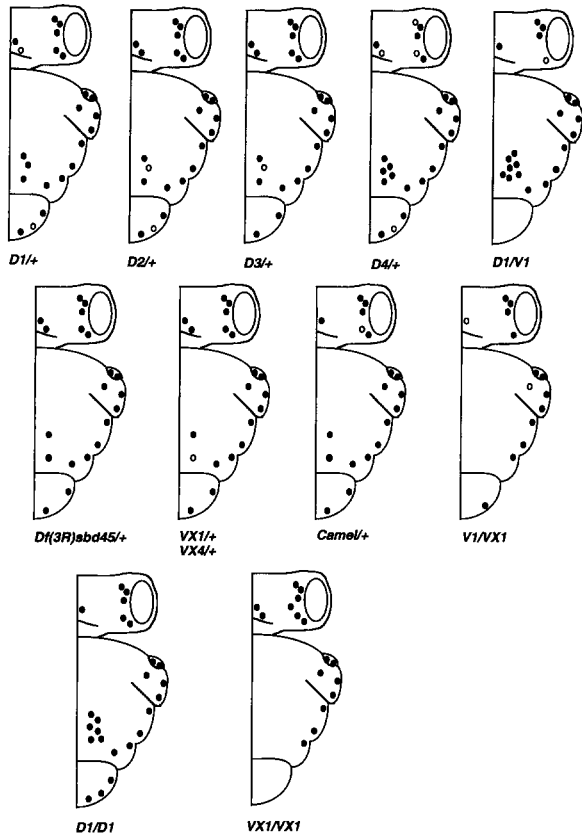 D1/+
D2/+
D3/+
D4/+
D1/V1
Df(3R)sbd45/+
VX1/+
VX4/+
Camel/+
V1/VX1
D1/D1
VX1/VX1